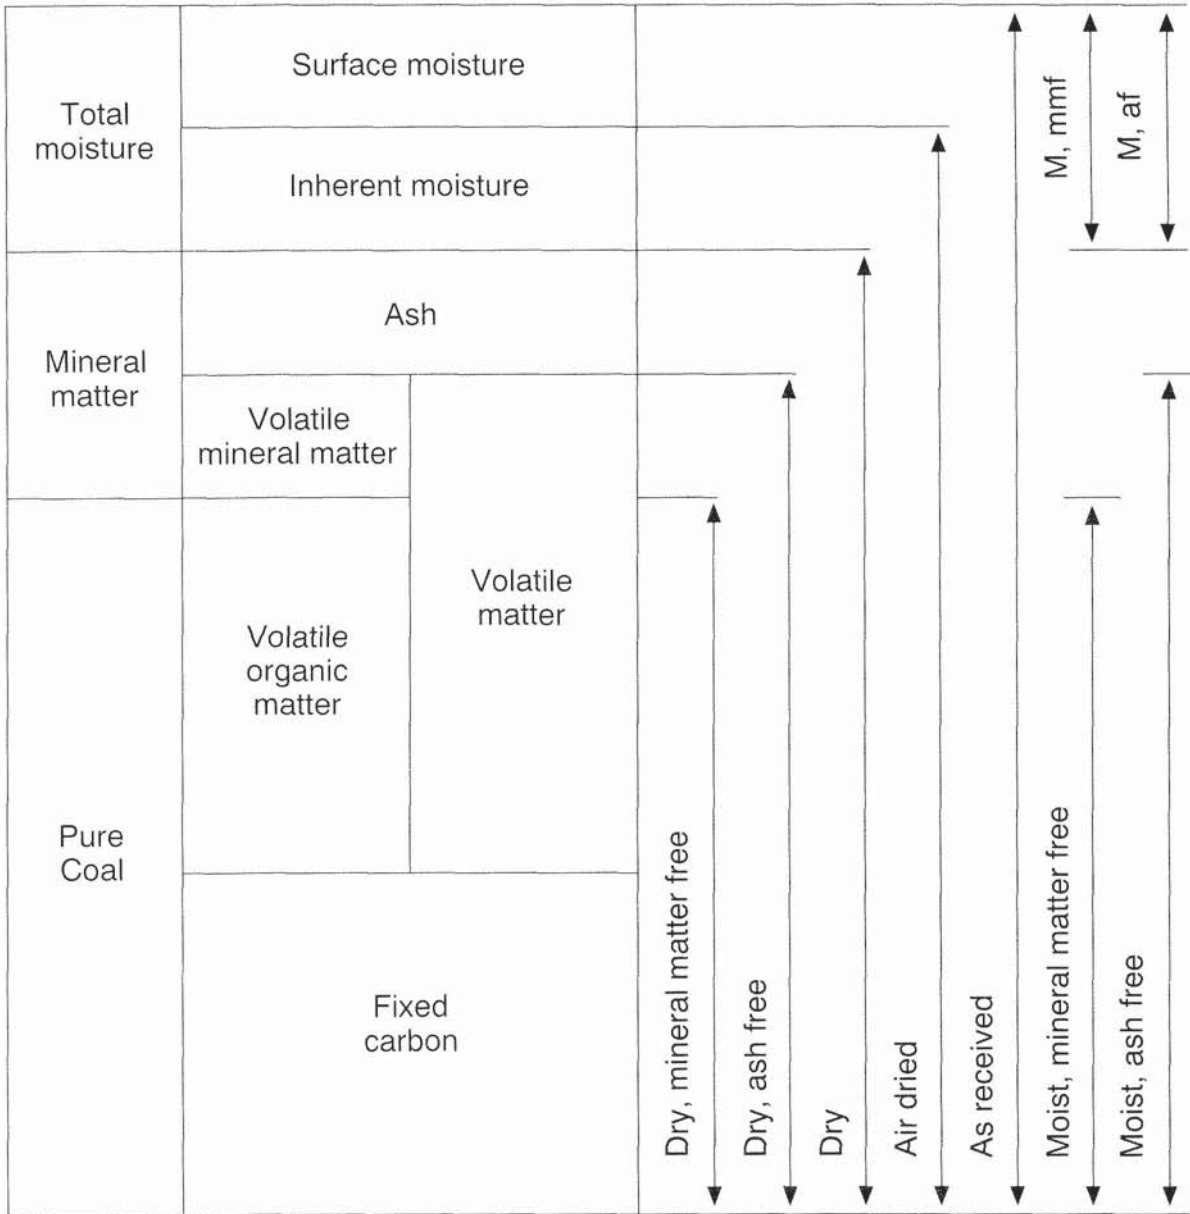 Total
moisture
Surface moisture
Inherent moisture
Mineral
matter
Ash
Volatile
mineral matter
Volatile
matter
Volatile
organic
matter
Pure
Coal
Fixed
carbon
Dry, mineral matter free
Dry, ash free
Dry
Air dried
As received
Moist, mineral matter free
Moist, ash free
M, mmf
M, af